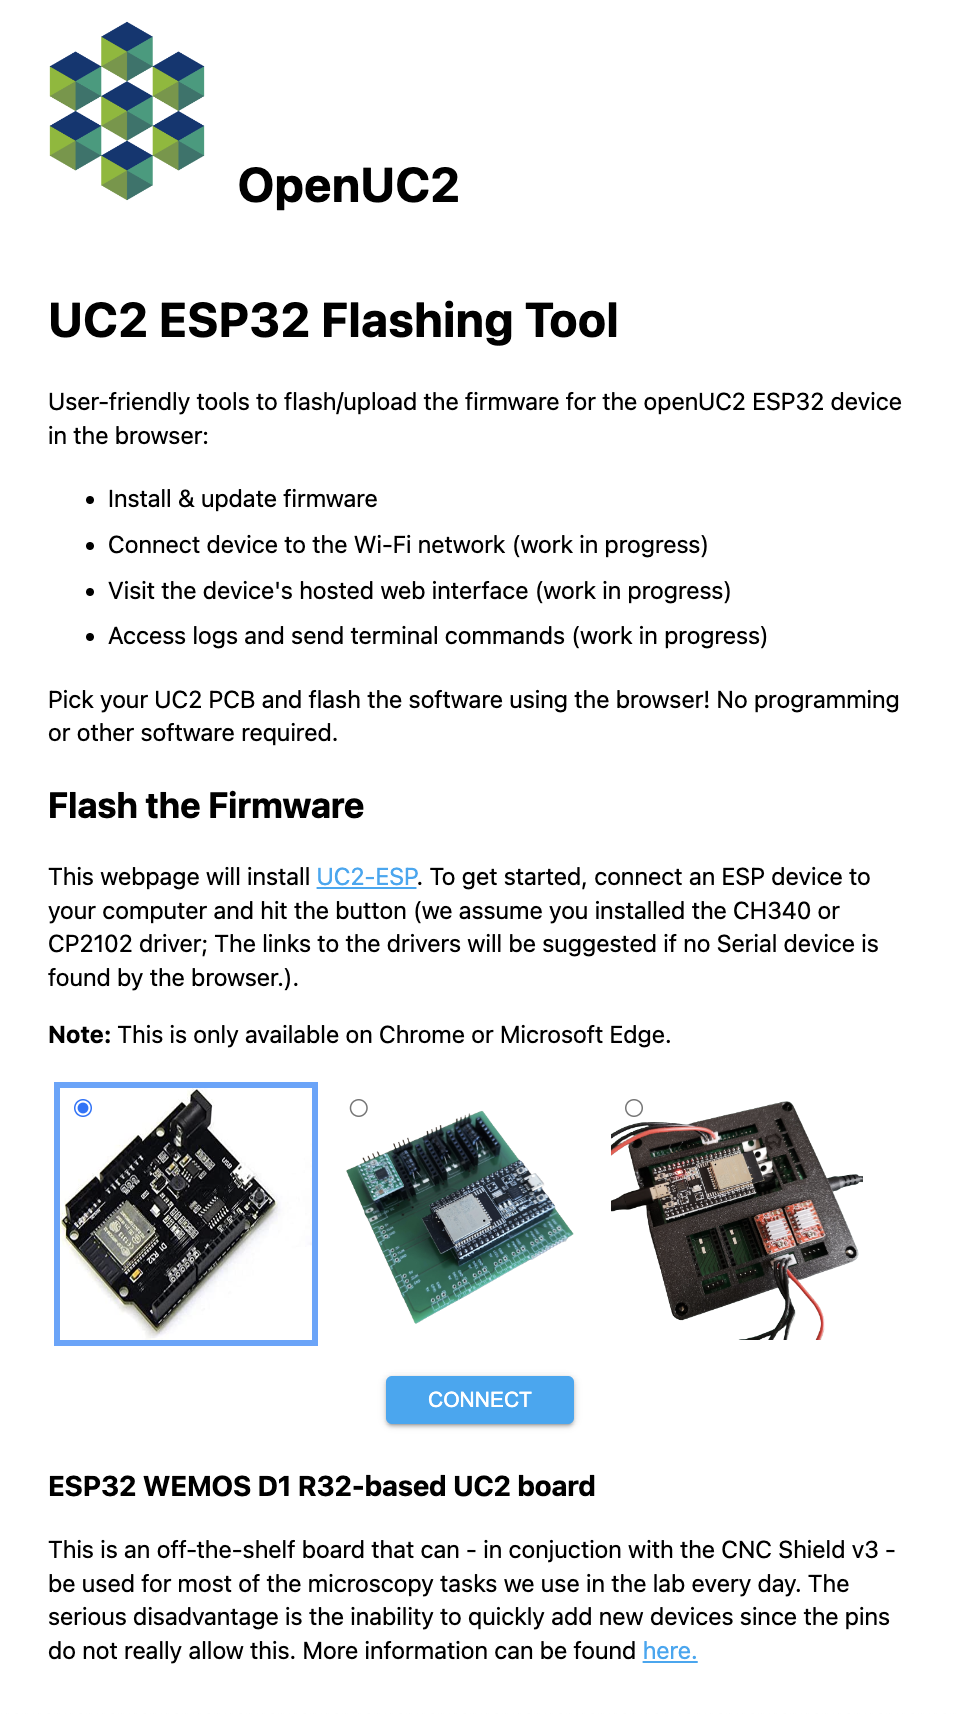 OpenUC2
UC2 ESP32 Flashing Tool
User-friendly tools to flash/upload the firmware for the openUC2 ESP32 device
in the browser:
• Install & update firmware
• Connect device to the Wi-Fi network (work in progress)
• Visit the device's hosted web interface (work in progress)
• Access logs and send terminal commands (work in progress)
Pick your UC2 PCB and flash the software using the browser! No programming
or other software required.
Flash the Firmware
This webpage will install UC2-ESP. To get started, connect an ESP device to
your computer and hit the button (we assume you installed the CH340 or
CP2102 driver; The links to the drivers will be suggested if no Serial device is
found by the browser.).
Note: This is only available on Chrome or Microsoft Edge.
USB
D1 R32
CONNECT
ESP32 WEMOS D1 R32-based UC2 board
This is an off-the-shelf board that can - in conjuction with the CNC Shield v3 -
be used for most of the microscopy tasks we use in the lab every day. The
serious disadvantage is the inability to quickly add new devices since the pins
do not really allow this. More information can be found here.